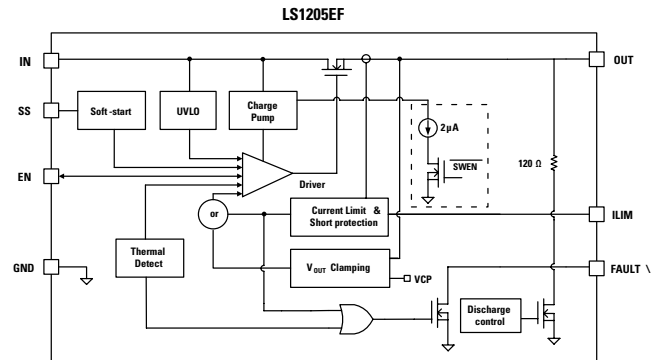 LS1205EF
IN
OUT
SS
Soft-start
UVLO
Charge
Pump
2µA
SWEN
120 Ω
EN
Driver
or
Current Limit &
Short protection
ILIM
Thermal
Detect
VOUT Clamping
VCP
GND
FAULT \
Discharge
control